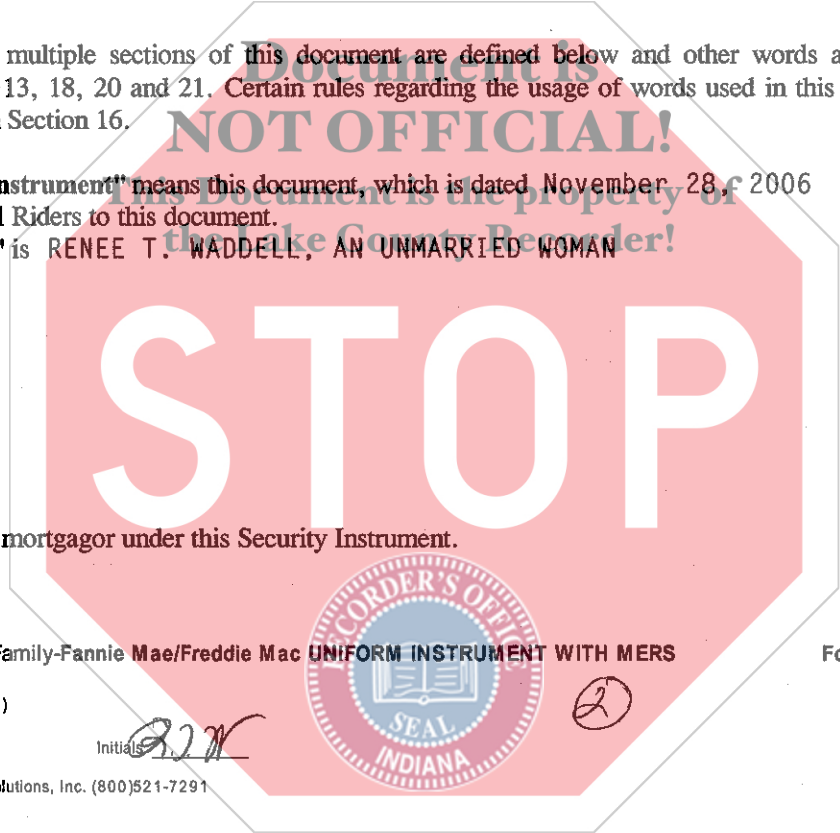 multiple sections of this document are defined below and other words a
13, 18, 20 and 21. Certain rules regarding the usage of words used in this
Section 16.
Document is
NOT OFFICIAL!
This Document is the property of
the Lake County Recorder!
nstrument" means this document, which is dated November 28, 2006
Riders to this document.
" is RENEE T. WADDELL, AN UNMARRIED WOMAN
STOP
mortgagor under this Security Instrument.
RECORDER'S OFFICE
SEAL
INDIANA
amily-Fannie Mae/Freddie Mac UNIFORM INSTRUMENT WITH MERS Fo
)
2
Initials R.T.W
lutions, Inc. (800)521-7291